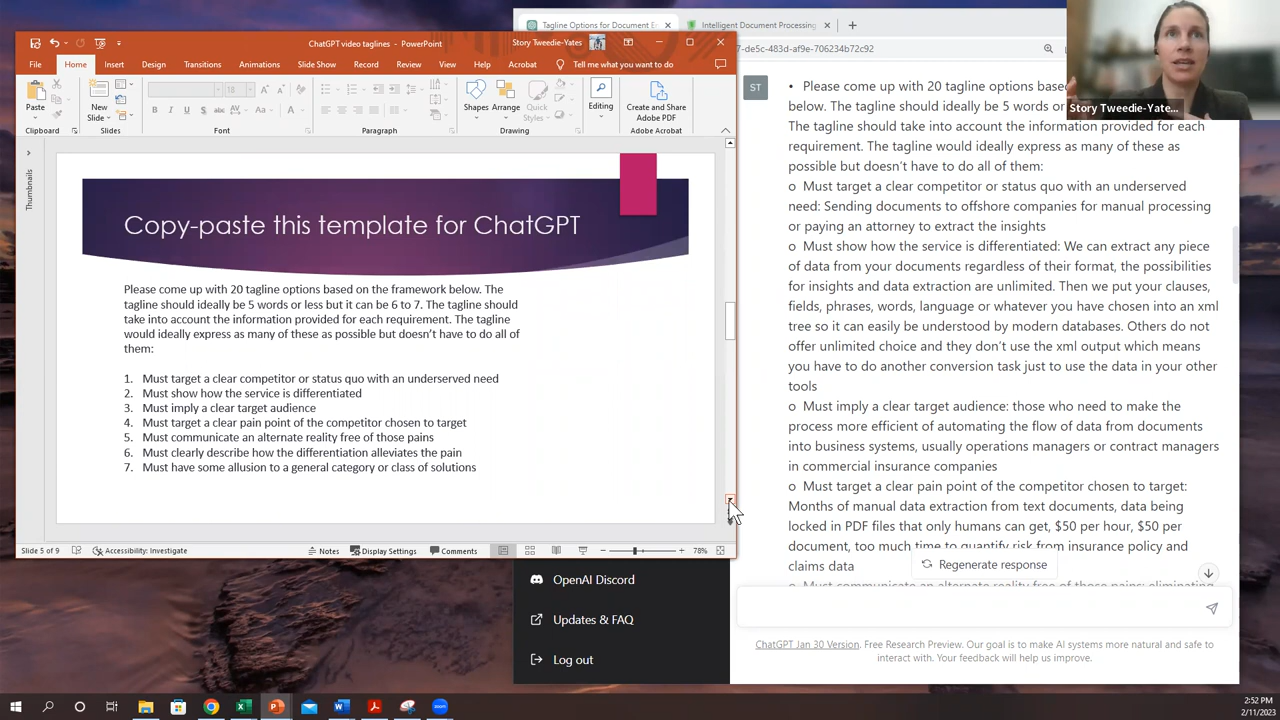 Tagline Options for Document E
Intelligent Document Processing
7-de5c-483d-af9e-706234b72c92
ChatGPT video taglines - PowerPoint
Story Tweedie-Yates
File
Home
Insert
Design
Transitions
Animations
Slide Show
Record
Review
View
Help
Acrobat
Tell me what you want to do
Paste
New
Slide
18
Shapes
Arrange
Quick
Styles
Editing
Create and Share
Adobe PDF
Clipboard
Slides
Font
Paragraph
Drawing
Adobe Acrobat
Thumbnails
Copy-paste this template for ChatGPT
Please come up with 20 tagline options based on the framework below. The
tagline should ideally be 5 words or less but it can be 6 to 7. The tagline should
take into account the information provided for each requirement. The tagline
would ideally express as many of these as possible but doesn't have to do all of
them:
1. Must target a clear competitor or status quo with an underserved need
2. Must show how the service is differentiated
3. Must imply a clear target audience
4. Must target a clear pain point of the competitor chosen to target
5. Must communicate an alternate reality free of those pains
6. Must clearly describe how the differentiation alleviates the pain
7. Must have some allusion to a general category or class of solutions
Slide 5 of 9
Accessibility: Investigate
Notes
Display Settings
Comments
78%
OpenAI Discord
Updates & FAQ
Log out
ST
• Please come up with 20 tagline options based
below. The tagline should ideally be 5 words or
The tagline should take into account the information provided for each
requirement. The tagline would ideally express as many of these as
possible but doesn't have to do all of them:
o Must target a clear competitor or status quo with an underserved
need: Sending documents to offshore companies for manual processing
or paying an attorney to extract the insights
o Must show how the service is differentiated: We can extract any piece
of data from your documents regardless of their format, the possibilities
for insights and data extraction are unlimited. Then we put your clauses,
fields, phrases, words, language or whatever you have chosen into an xml
tree so it can easily be understood by modern databases. Others do not
offer unlimited choice and they don't use the xml output which means
you have to do another conversion task just to use the data in your other
tools
o Must imply a clear target audience: those who need to make the
process more efficient of automating the flow of data from documents
into business systems, usually operations managers or contract managers
in commercial insurance companies
o Must target a clear pain point of the competitor chosen to target:
Months of manual data extraction from text documents, data being
locked in PDF files that only humans can get, $50 per hour, $50 per
document, too much time to quantify risk from insurance policy and
claims data
o Must communicate an alternate reality free of those pains: eliminating
Regenerate response
ChatGPT Jan 30 Version. Free Research Preview. Our goal is to make AI systems more natural and safe to
interact with. Your feedback will help us improve.
Story Tweedie-Yate...
2:52 PM
2/11/2023